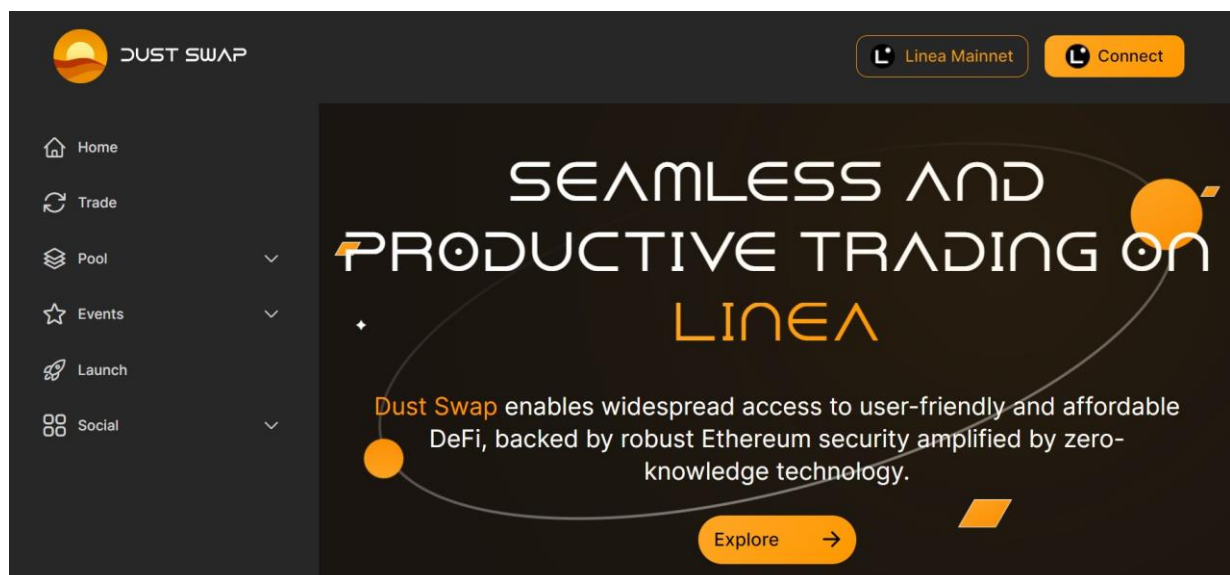 DUST SWAP
Linea Mainnet
Connect
Home
Trade
Pool
Events
Launch
Social
SEAMLESS AND
PRODUCTIVE TRADING ON
LINEA
Dust Swap enables widespread access to user-friendly and affordable
DeFi, backed by robust Ethereum security amplified by zero-
knowledge technology.
Explore